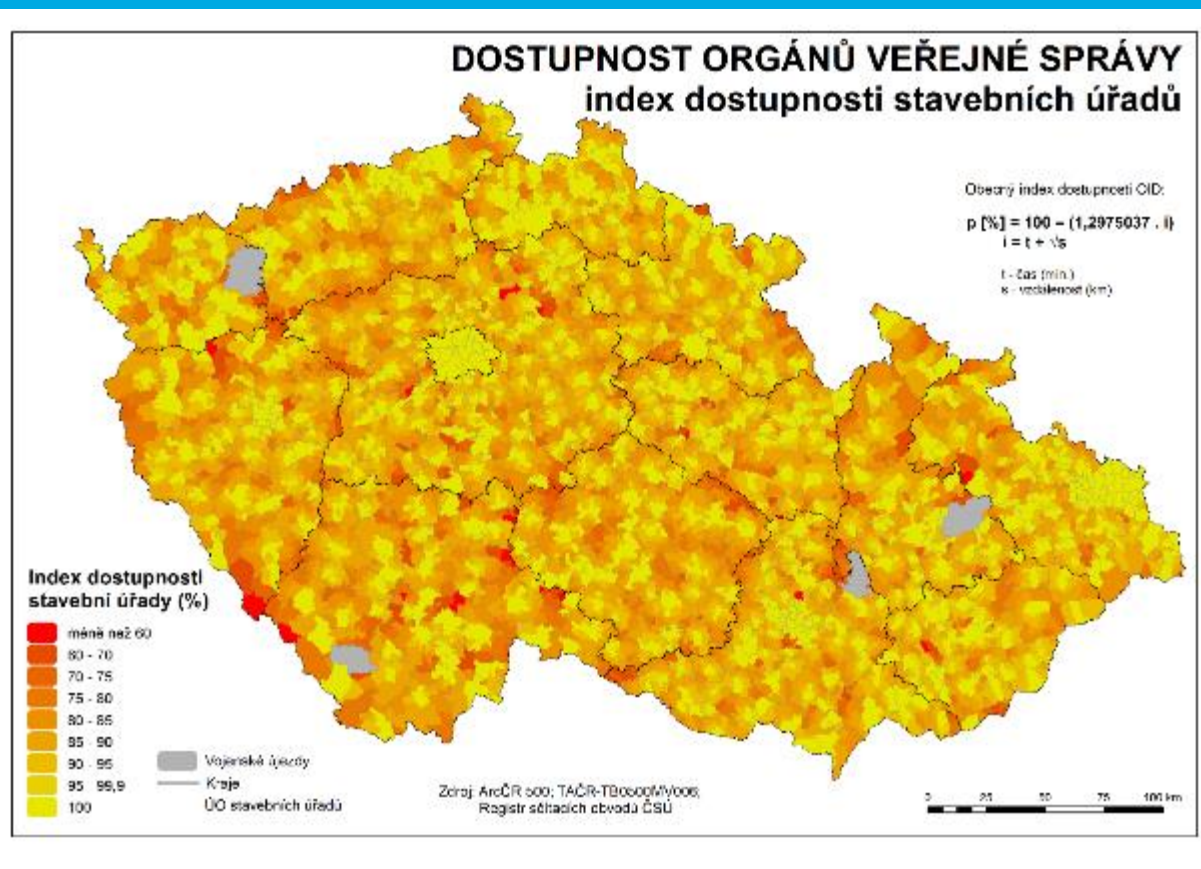 DOSTUPNOST ORGÁNŮ VEŘEJNÉ SPRÁVY
index dostupnosti stavebních úřadů
Obecný index dostupnosti OID:
p [%] = 100 – (1,2975037 . i)
i = t + √s
t - čas (min.)
s - vzdálenost (km)
Index dostupnosti
stavební úřady (%)
méně než 60
60 - 70
70 - 75
75 - 80
80 - 85
85 - 90
90 - 95
95 - 99,9
100
Vojenské újezdy
Kraje
ÚO stavebních úřadů
Zdroj: ArcČR 500; TAČR-TB0500MV006;
Registr sčítacích obvodů ČSÚ
0 25 50 75 100 km